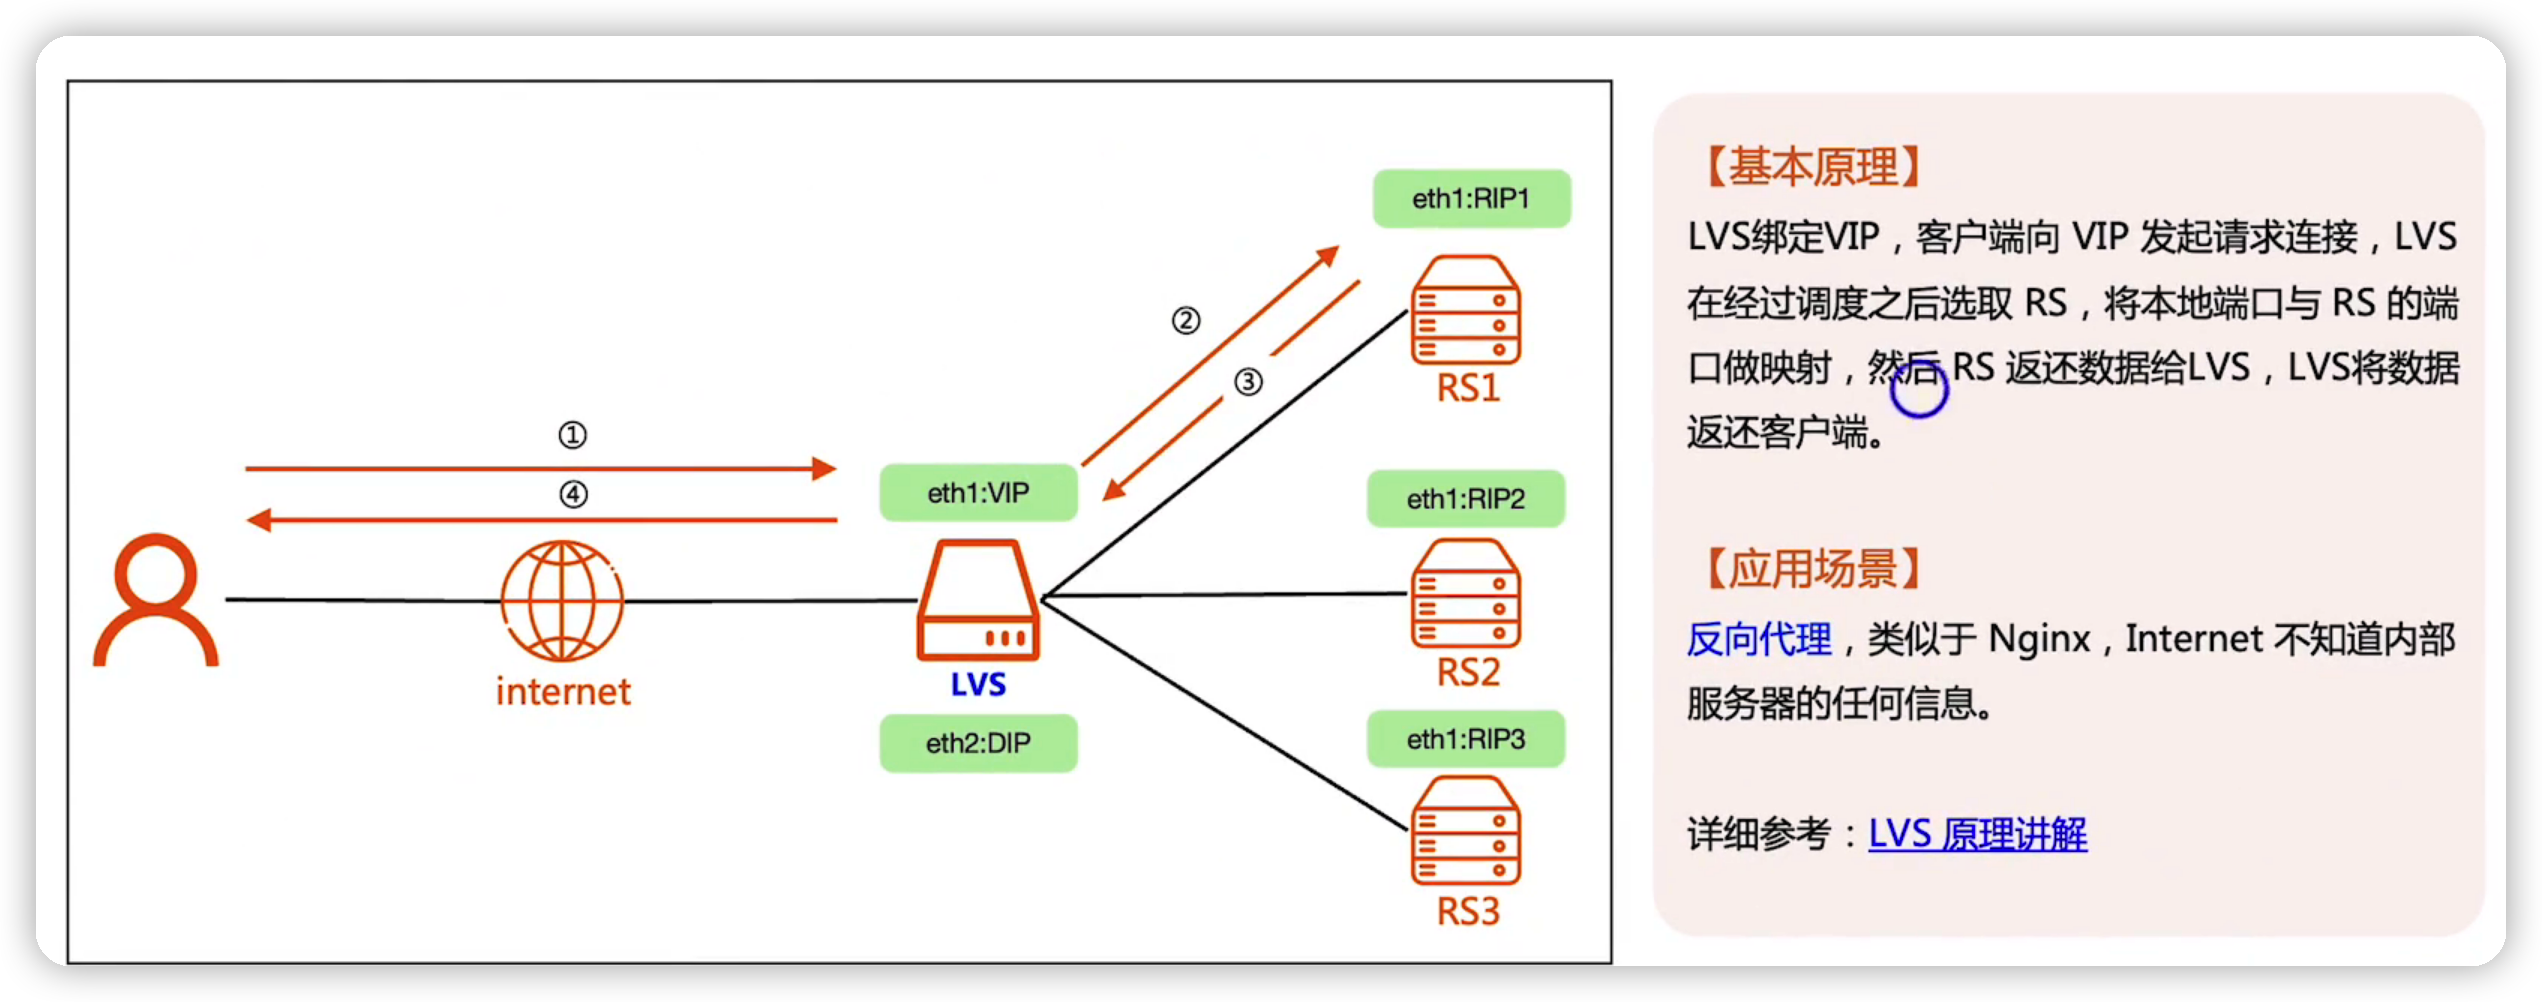 eth1:RIP1
②
③
RS1
①
④
eth1:VIP
eth1:RIP2
internet
LVS
RS2
eth2:DIP
eth1:RIP3
RS3
【基本原理】
LVS绑定VIP，客户端向 VIP 发起请求连接，LVS
在经过调度之后选取 RS，将本地端口与 RS 的端
口做映射，然后 RS 返还数据给LVS，LVS将数据
返还客户端。
【应用场景】
反向代理，类似于 Nginx，Internet 不知道内部
服务器的任何信息。
详细参考：LVS 原理讲解